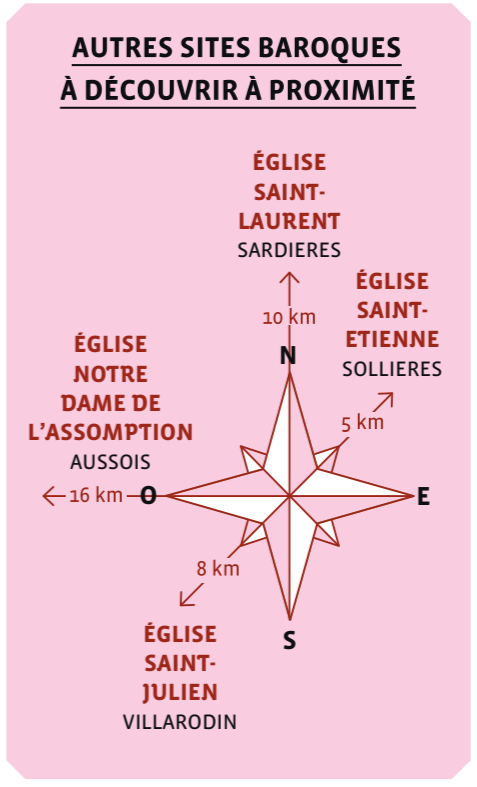 AUTRES SITES BAROQUES
À DÉCOUVRIR À PROXIMITÉ
ÉGLISE
SAINT-
LAURENT
SARDIERES
10 km
N
ÉGLISE
SAINT-
ETIENNE
SOLLIERES
5 km
ÉGLISE
NOTRE
DAME DE
L'ASSOMPTION
AUSSOIS
16 km
O
E
8 km
S
ÉGLISE
SAINT-
JULIEN
VILLARODIN